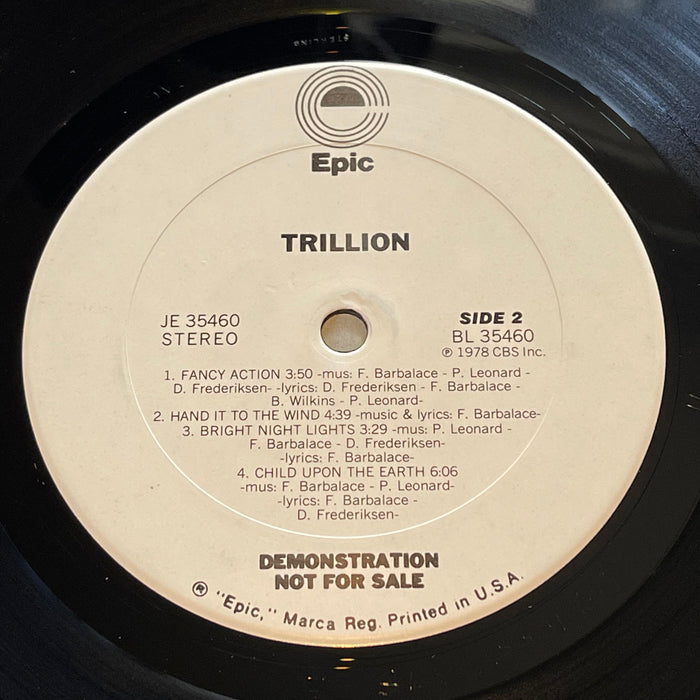 STERLING
Epic
TRILLION
JE 35460
STEREO
SIDE 2
BL 35460
℗ 1978 CBS Inc.
1. FANCY ACTION 3:50 -mus: F. Barbalace - P. Leonard -
D. Frederiksen- -lyrics: D. Frederiksen - F. Barbalace -
B. Wilkins - P. Leonard-
2. HAND IT TO THE WIND 4:39 -music & lyrics: F. Barbalace-
3. BRIGHT NIGHT LIGHTS 3:29 -mus: P. Leonard -
F. Barbalace - D. Frederiksen-
-lyrics: F. Barbalace-
4. CHILD UPON THE EARTH 6:06
-mus: F. Barbalace - P. Leonard-
-lyrics: F. Barbalace -
D. Frederiksen-
DEMONSTRATION
NOT FOR SALE
® "Epic," Marca Reg. Printed in U.S.A.